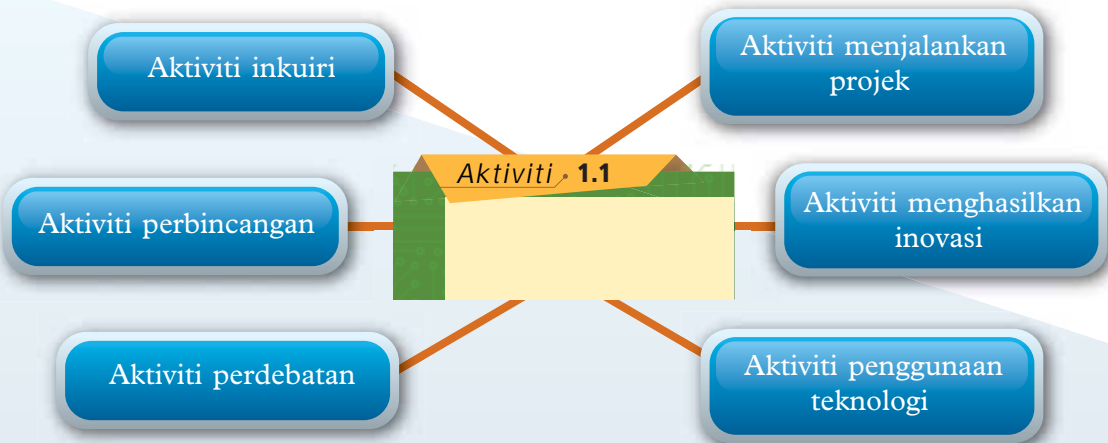 Aktiviti inkuiri
Aktiviti menjalankan
projek
Aktiviti 1.1
Aktiviti perbincangan
Aktiviti menghasilkan
inovasi
Aktiviti perdebatan
Aktiviti penggunaan
teknologi